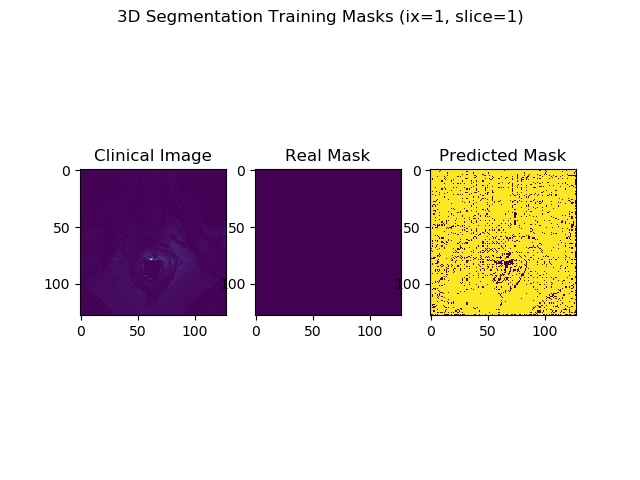 3D Segmentation Training Masks (ix=1, slice=1)
Clinical Image Real Mask Predicted Mask
0 0 0
50 50 50
100 100 100
0 50 100 0 50 100 0 50 100